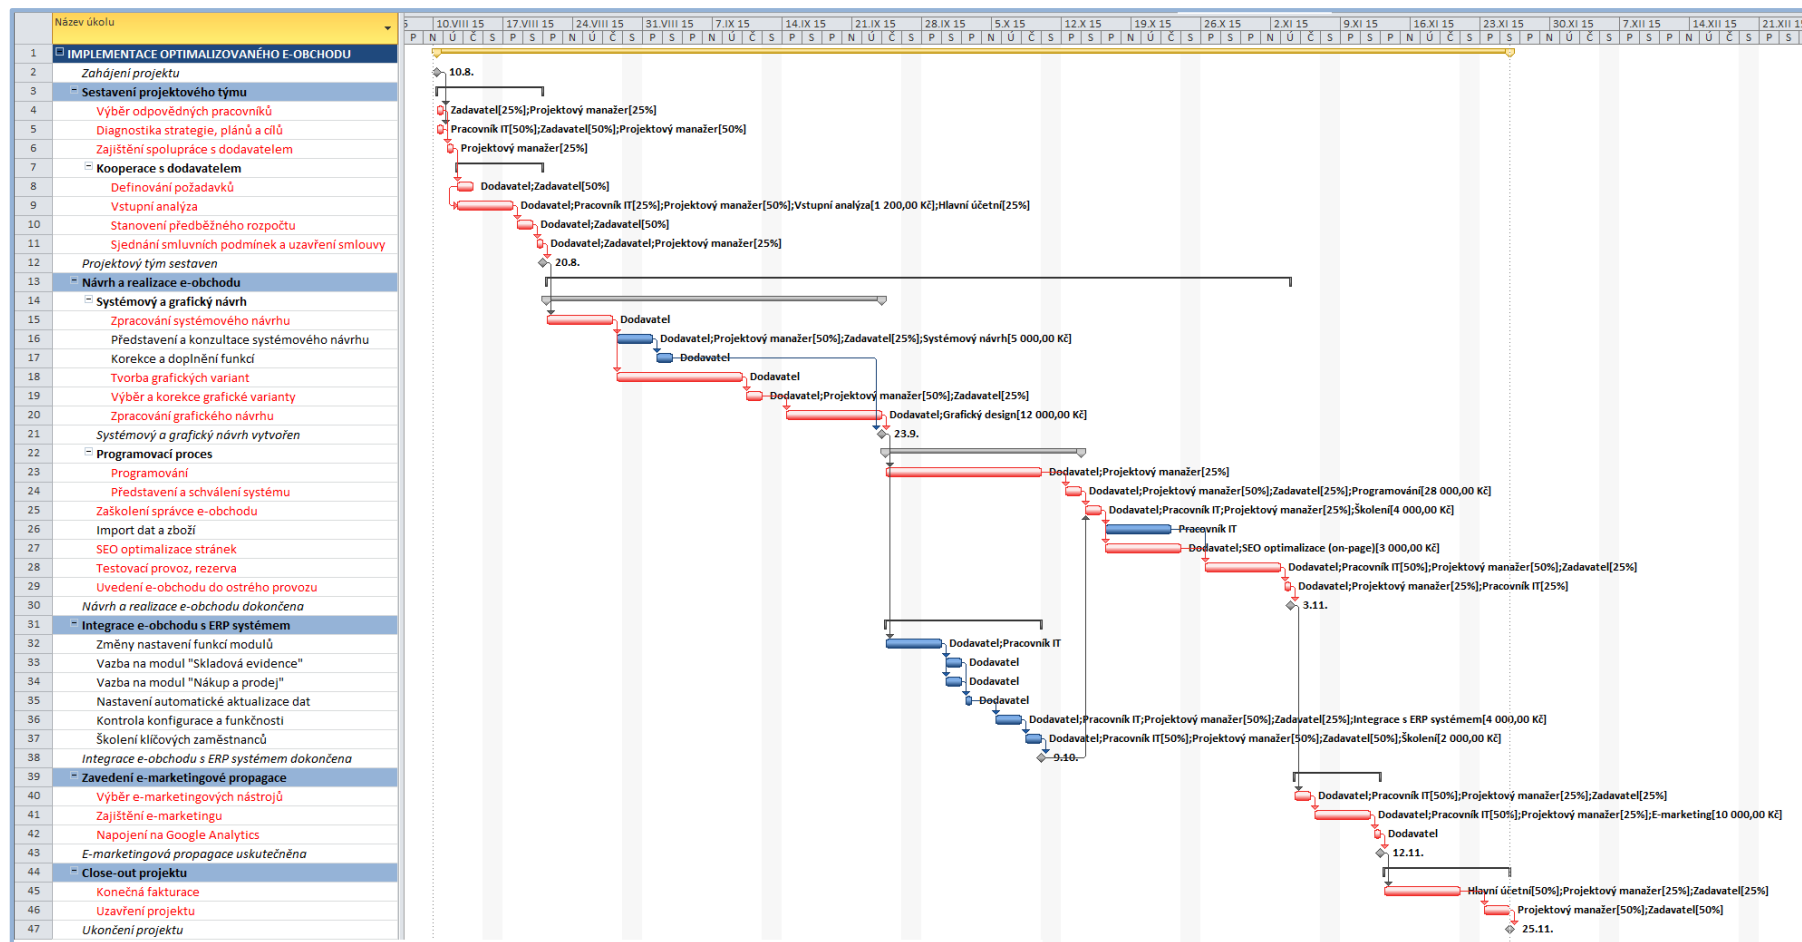 Název úkolu
10.VIII 15 17.VIII 15 24.VIII 15 31.VIII 15 7.IX 15 14.IX 15 21.IX 15 28.IX 15 5.X 15 12.X 15 19.X 15 26.X 15 2.XI 15 9.XI 15 16.XI 15 23.XI 15 30.XI 15 7.XII 15 14.XII 15 21.XII 15
P N Ú Č S P N Ú Č S P N Ú Č S P N Ú Č S P N Ú Č S P N Ú Č S
1 IMPLEMENTACE OPTIMALIZOVANÉHO E-OBCHODU
2 Zahájení projektu 10.8.
3 Sestavení projektového týmu
4 Výběr odpovědných pracovníků Zadavatel[25%];Projektový manažer[25%]
5 Diagnostika strategie, plánů a cílů Pracovník IT[50%];Zadavatel[50%];Projektový manažer[50%]
6 Zajištění spolupráce s dodavatelem Projektový manažer[25%]
7 Kooperace s dodavatelem
8 Definování požadavků Dodavatel;Zadavatel[50%]
9 Vstupní analýza Dodavatel;Pracovník IT[25%];Projektový manažer[50%];Vstupní analýza[1 200,00 Kč];Hlavní účetní[25%]
10 Stanovení předběžného rozpočtu Dodavatel;Zadavatel[50%]
11 Sjednání smluvních podmínek a uzavření smlouvy Dodavatel;Zadavatel;Projektový manažer[25%]
12 Projektový tým sestaven 20.8.
13 Návrh a realizace e-obchodu
14 Systémový a grafický návrh
15 Zpracování systémového návrhu Dodavatel
16 Představení a konzultace systémového návrhu Dodavatel;Projektový manažer[50%];Zadavatel[25%];Systémový návrh[5 000,00 Kč]
17 Korekce a doplnění funkcí Dodavatel
18 Tvorba grafických variant Dodavatel
19 Výběr a korekce grafické varianty Dodavatel;Projektový manažer[50%];Zadavatel[25%]
20 Zpracování grafického návrhu Dodavatel;Grafický design[12 000,00 Kč]
21 Systémový a grafický návrh vytvořen 23.9.
22 Programovací proces
23 Programování Dodavatel;Projektový manažer[25%]
24 Představení a schválení systému Dodavatel;Projektový manažer[50%];Zadavatel[25%];Programování[28 000,00 Kč]
25 Zaškolení správce e-obchodu Dodavatel;Pracovník IT;Projektový manažer[25%];Školení[4 000,00 Kč]
26 Import dat a zboží Pracovník IT
27 SEO optimalizace stránek Dodavatel;SEO optimalizace (on-page)[3 000,00 Kč]
28 Testovací provoz, rezerva Dodavatel;Pracovník IT[50%];Projektový manažer[50%];Zadavatel[25%]
29 Uvedení e-obchodu do ostrého provozu Dodavatel;Projektový manažer[25%];Pracovník IT[25%]
30 Návrh a realizace e-obchodu dokončena 3.11.
31 Integrace e-obchodu s ERP systémem
32 Změny nastavení funkcí modulů Dodavatel;Pracovník IT
33 Vazba na modul "Skladová evidence" Dodavatel
34 Vazba na modul "Nákup a prodej" Dodavatel
35 Nastavení automatické aktualizace dat Dodavatel
36 Kontrola konfigurace a funkčnosti Dodavatel;Pracovník IT;Projektový manažer[50%];Zadavatel[25%];Integrace s ERP systémem[4 000,00 Kč]
37 Školení klíčových zaměstnanců Dodavatel;Pracovník IT[50%];Projektový manažer[50%];Zadavatel[50%];Školení[2 000,00 Kč]
38 Integrace e-obchodu s ERP systémem dokončena 9.10.
39 Zavedení e-marketingové propagace
40 Výběr e-marketingových nástrojů Dodavatel;Pracovník IT[50%];Projektový manažer[25%];Zadavatel[25%]
41 Zajištění e-marketingu Dodavatel;Pracovník IT[50%];Projektový manažer[25%];E-marketing[10 000,00 Kč]
42 Napojení na Google Analytics Dodavatel
43 E-marketingová propagace uskutečněna 12.11.
44 Close-out projektu
45 Konečná fakturace Hlavní účetní[50%];Projektový manažer[25%];Zadavatel[25%]
46 Uzavření projektu Projektový manažer[50%];Zadavatel[50%]
47 Ukončení projektu 25.11.